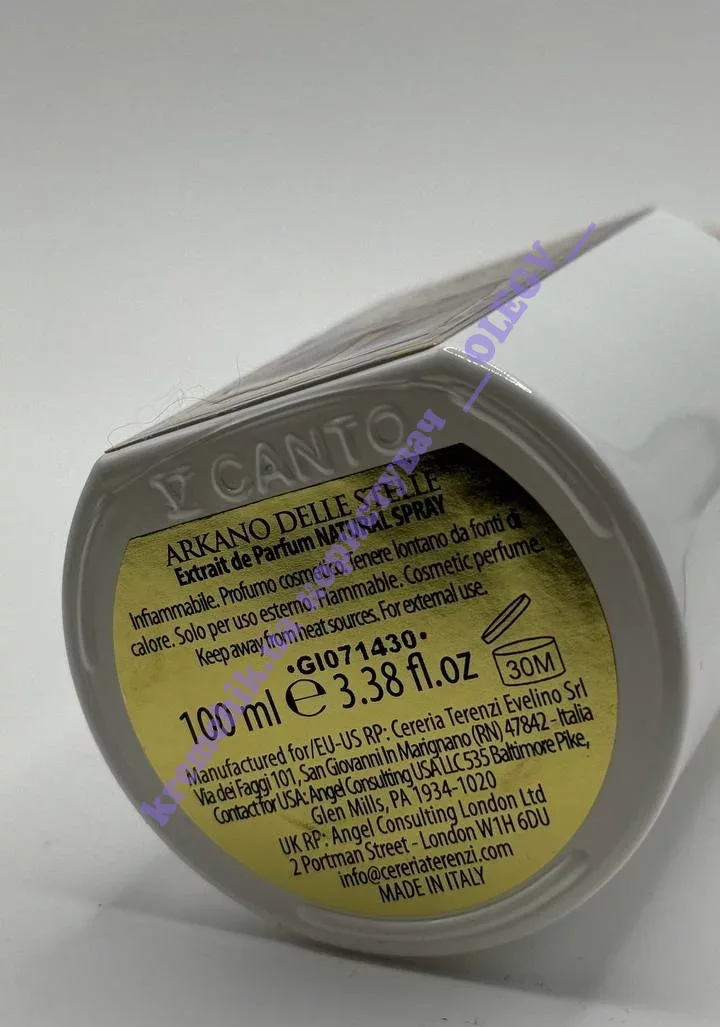 V CANTO
ARKANO DELLE STELLE
Extrait de Parfum NATURAL SPRAY
Infiammabile. Profumo cosmetico. Tenere lontano da fonti di
calore. Solo per uso esterno. Flammable. Cosmetic perfume.
Keep away from heat sources. For external use.
•GI071430•
100 ml e 3.38 fl.oz
30M
Manufactured for/EU-US RP: Cereria Terenzi Evelino Srl
Via dei Faggi 101, San Giovanni In Marignano (RN) 47842 - Italia
Contact for USA: Angel Consulting USA LLC 535 Baltimore Pike,
Glen Mills, PA 1934-1020
UK RP: Angel Consulting London Ltd
2 Portman Street - London W1H 6DU
info@cereriaterenzi.com
MADE IN ITALY
__OLEGV__